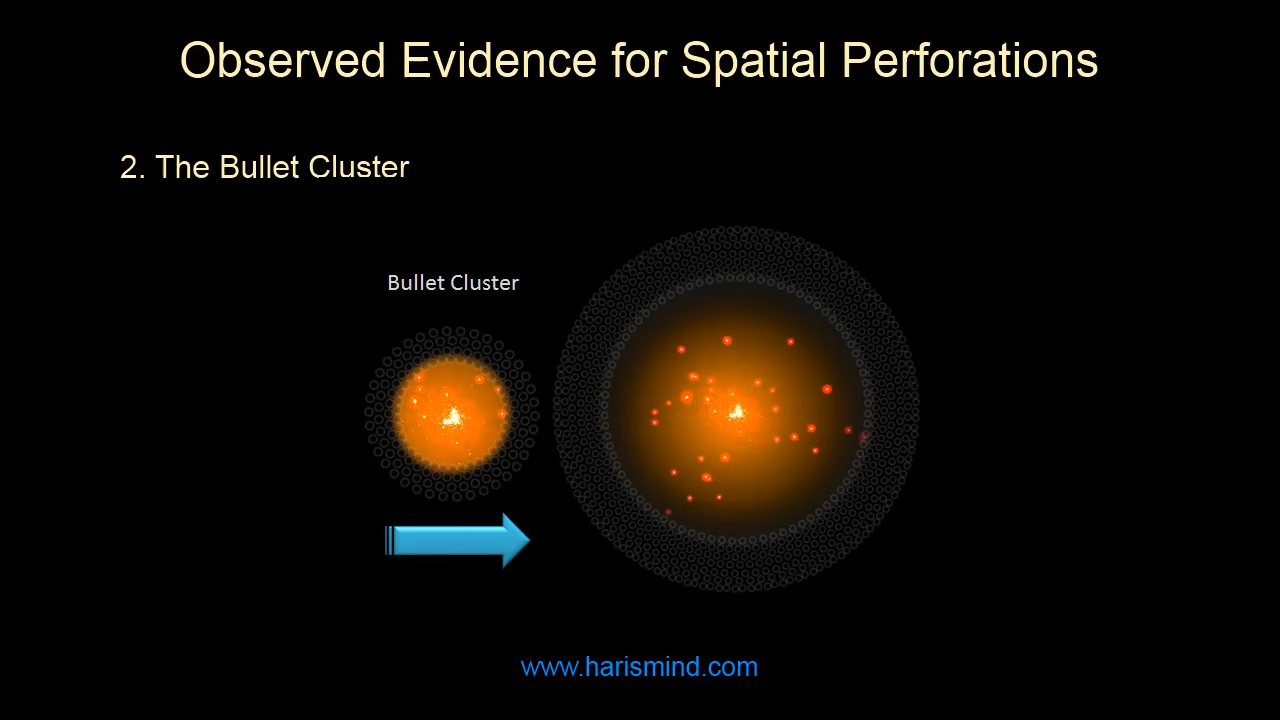 Observed Evidence for Spatial Perforations
2. The Bullet Cluster
Bullet Cluster
www.harismind.com